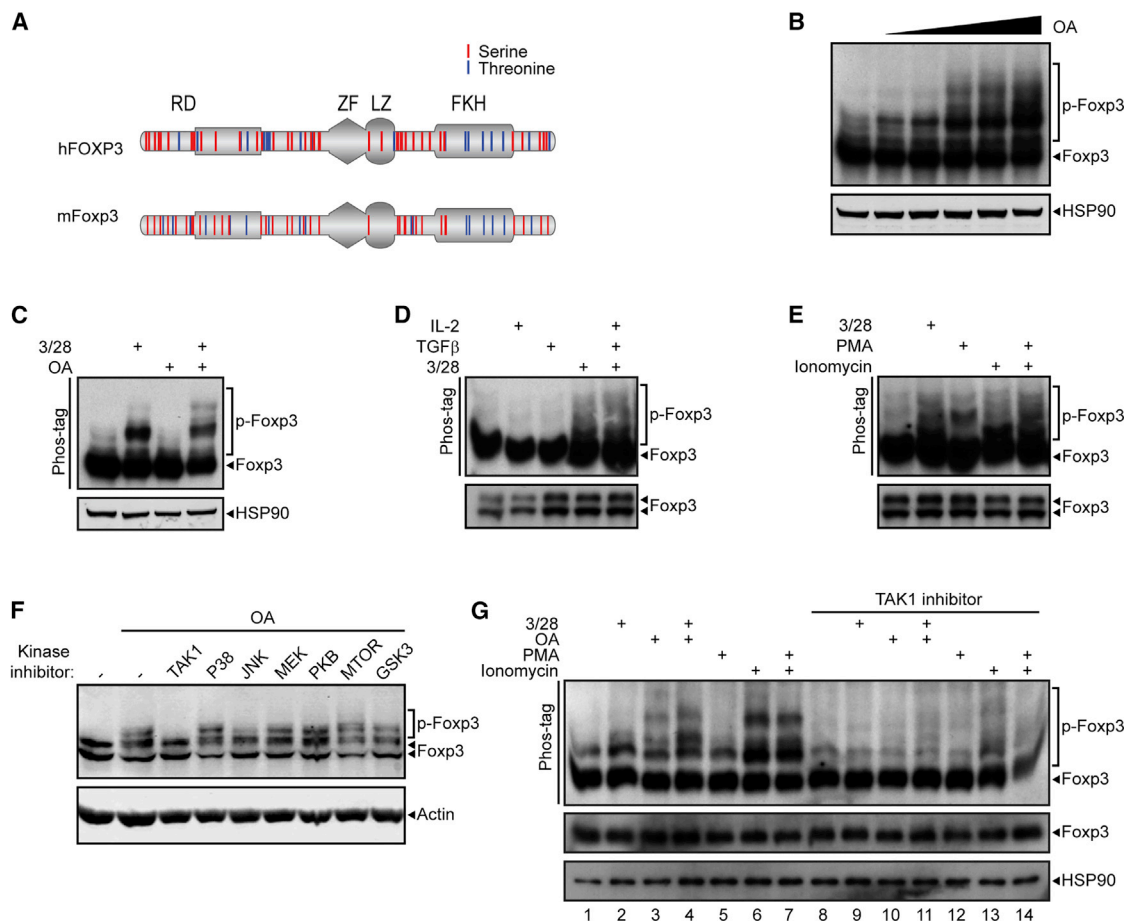 A
Serine
Threonine
RD ZF LZ FKH
hFOXP3
mFoxp3
B
OA
p-Foxp3
Foxp3
HSP90
C
3/28 + +
OA + +
Phos-tag
p-Foxp3
Foxp3
HSP90
D
IL-2 + +
TGFβ + +
3/28 + +
Phos-tag
p-Foxp3
Foxp3
Foxp3
E
3/28 +
PMA + +
Ionomycin + +
Phos-tag
p-Foxp3
Foxp3
Foxp3
F
OA
Kinase
inhibitor: - - TAK1 P38 JNK MEK PKB MTOR GSK3
p-Foxp3
Foxp3
Actin
G
TAK1 inhibitor
3/28 + + + +
OA + + + +
PMA + + + +
Ionomycin + + + +
Phos-tag
p-Foxp3
Foxp3
Foxp3
HSP90
1 2 3 4 5 6 7 8 9 10 11 12 13 14